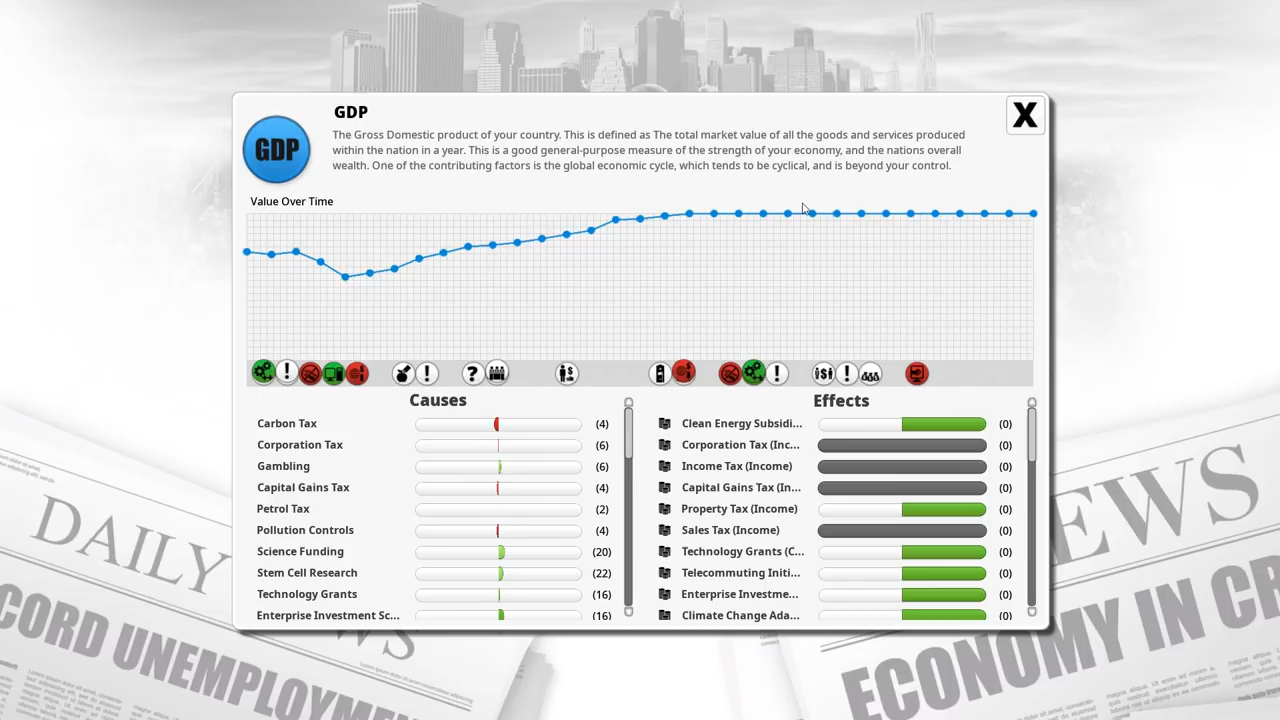 GDP
GDP
X
The Gross Domestic product of your country. This is defined as The total market value of all the goods and services produced
within the nation in a year. This is a good general-purpose measure of the strength of your economy, and the nations overall
wealth. One of the contributing factors is the global economic cycle, which tends to be cyclical, and is beyond your control.
Value Over Time
Causes
Carbon Tax (4)
Corporation Tax (6)
Gambling (6)
Capital Gains Tax (4)
Petrol Tax (2)
Pollution Controls (4)
Science Funding (20)
Stem Cell Research (22)
Technology Grants (16)
Enterprise Investment Sc... (16)
Effects
Clean Energy Subsidi... (0)
Corporation Tax (Inc... (0)
Income Tax (Income) (0)
Capital Gains Tax (In... (0)
Property Tax (Income) (0)
Sales Tax (Income) (0)
Technology Grants (C... (0)
Telecommuting Initi... (0)
Enterprise Investme... (0)
Climate Change Ada... (0)
DAILY
NEWS
ECONOMY IN CR